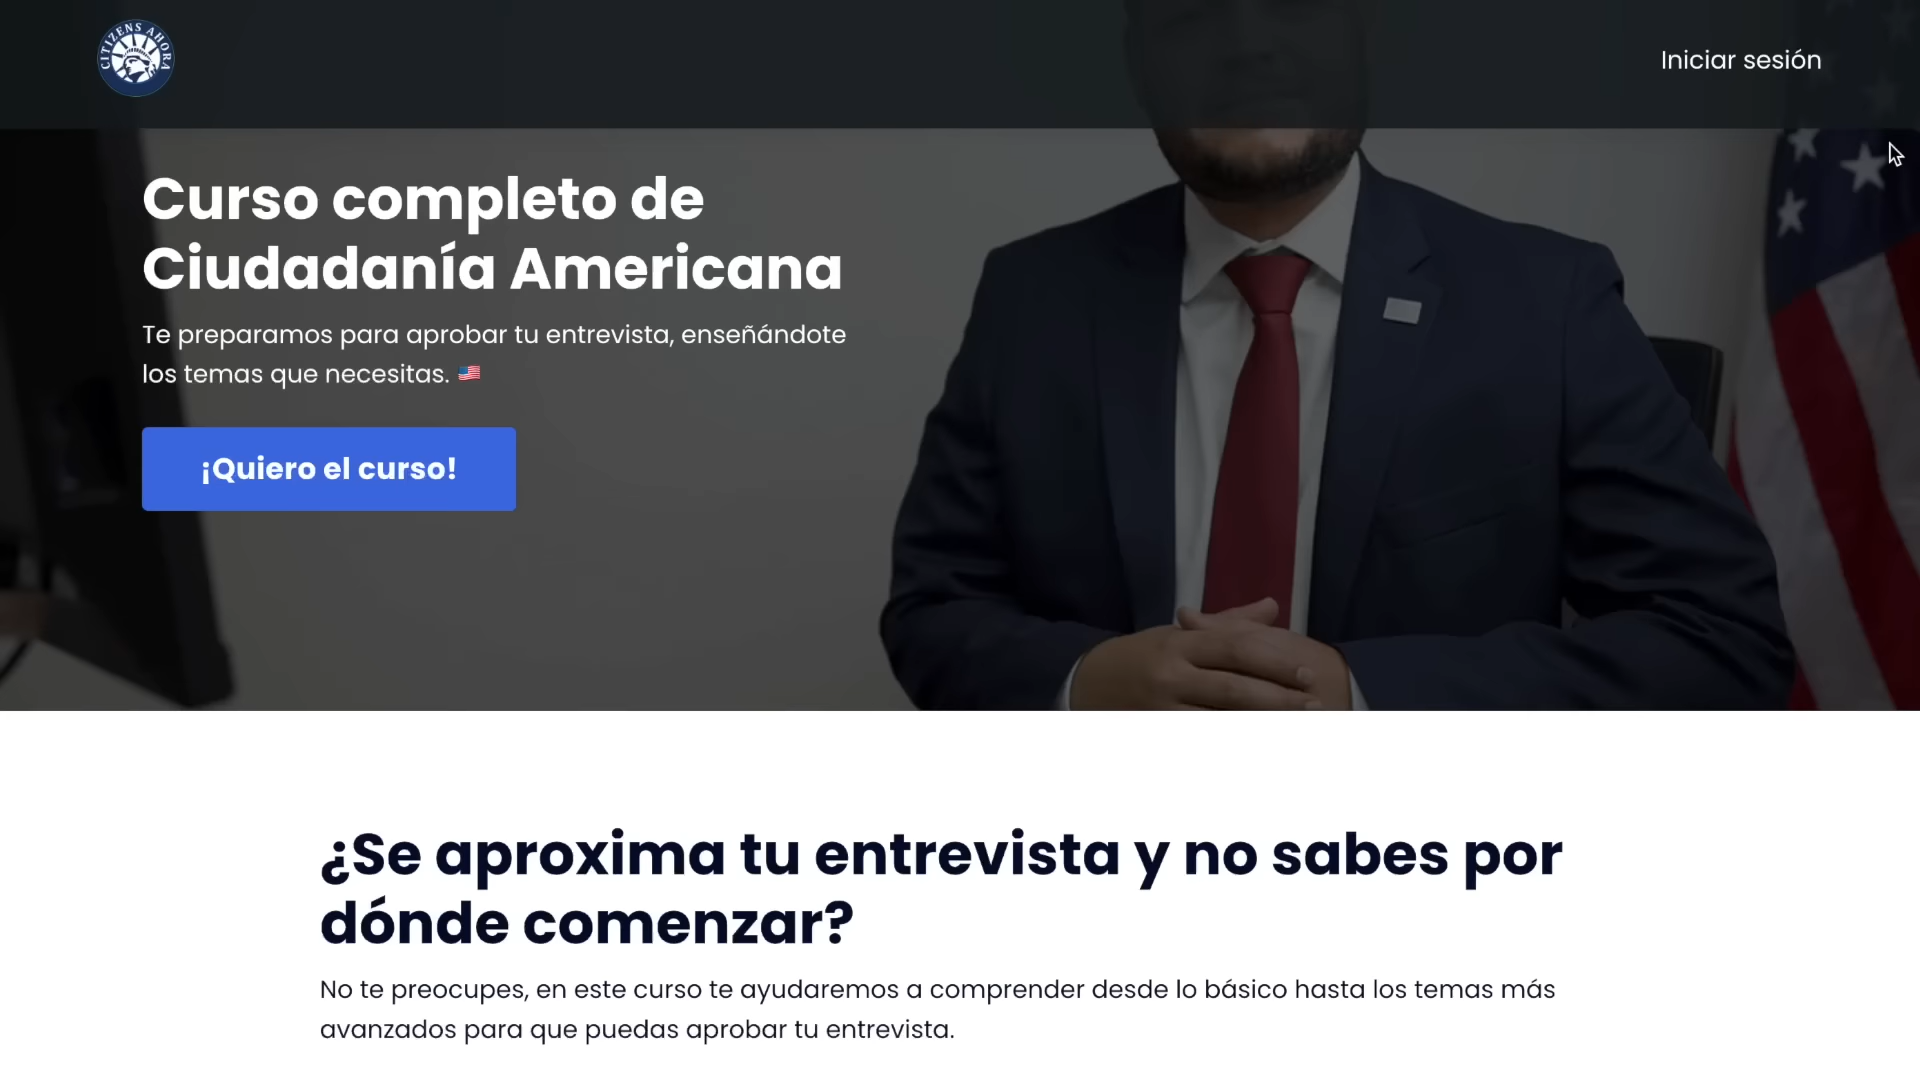 CITIZENS AHORA
Iniciar sesión
Curso completo de
Ciudadanía Americana
Te preparamos para aprobar tu entrevista, enseñándote
los temas que necesitas. 🇺🇸
¡Quiero el curso!
¿Se aproxima tu entrevista y no sabes por
dónde comenzar?
No te preocupes, en este curso te ayudaremos a comprender desde lo básico hasta los temas más
avanzados para que puedas aprobar tu entrevista.